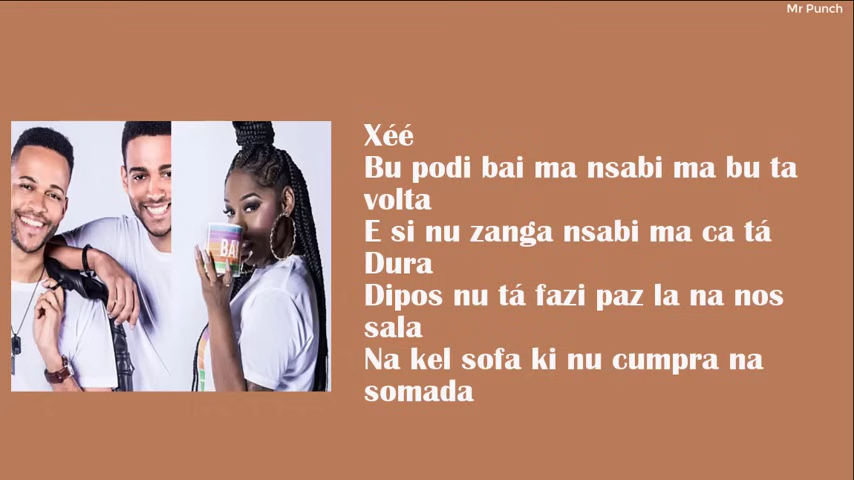 Mr Punch
Xéé
Bu podi bai ma nsabi ma bu ta
volta
E si nu zanga nsabi ma ca tá
Dura
Dipos nu tá fazi paz la na nos
sala
Na kel sofa ki nu cumpra na
somada
BA